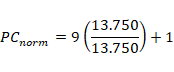 PC_norm = 9 (13.750 / 13.750) + 1